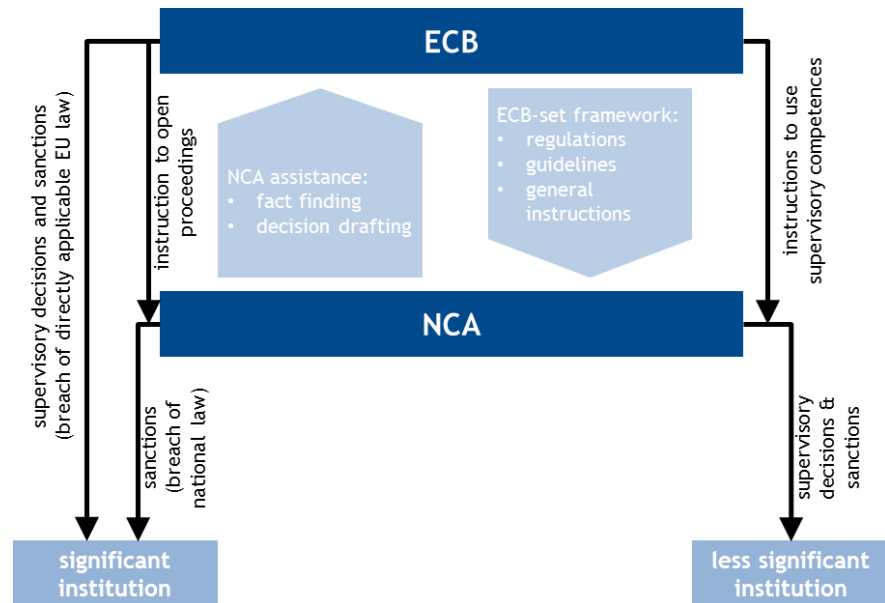 ECB
supervisory decisions and sanctions
(breach of directly applicable EU law)
instruction to open
proceedings
NCA assistance:
• fact finding
• decision drafting
ECB-set framework:
• regulations
• guidelines
• general
instructions
instructions to use
supervisory competences
NCA
sanctions
(breach of
national law)
supervisory
decisions &
sanctions
significant
institution
less significant
institution